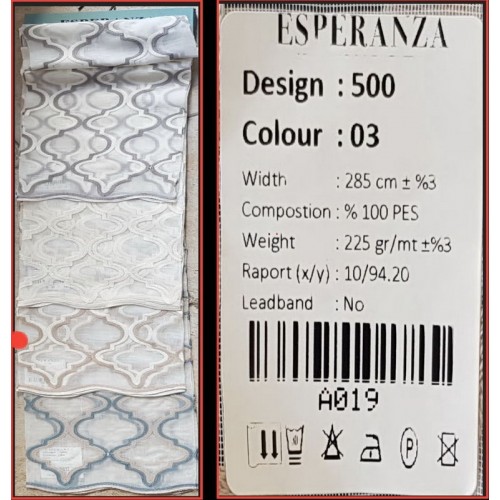 ESPERANZA
ESPERANZA
Design : 500
Colour : 03
Width : 285 cm ± %3
Compostion : % 100 PES
Weight : 225 gr/mt ±%3
Raport (x/y) : 10/94.20
Leadband : No
A019
P